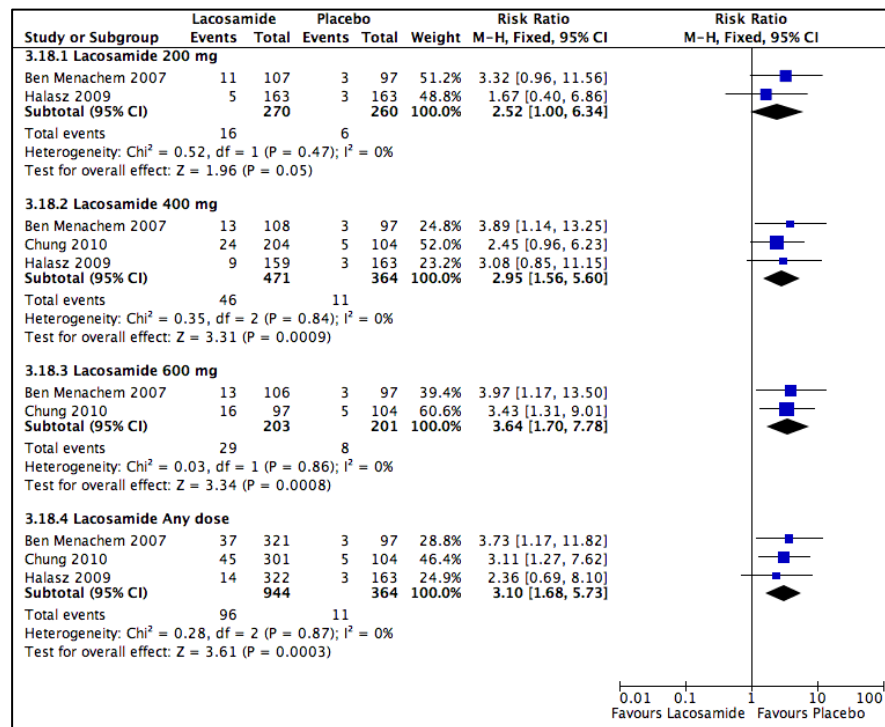 Lacosamide Placebo Risk Ratio Risk Ratio
Study or Subgroup Events Total Events Total Weight M-H, Fixed, 95% CI M-H, Fixed, 95% CI
3.18.1 Lacosamide 200 mg
Ben Menachem 2007 11 107 3 97 51.2% 3.32 [0.96, 11.56]
Halasz 2009 5 163 3 163 48.8% 1.67 [0.40, 6.86]
Subtotal (95% CI) 270 260 100.0% 2.52 [1.00, 6.34]
Total events 16 6
Heterogeneity: Chi² = 0.52, df = 1 (P = 0.47); I² = 0%
Test for overall effect: Z = 1.96 (P = 0.05)
3.18.2 Lacosamide 400 mg
Ben Menachem 2007 13 108 3 97 24.8% 3.89 [1.14, 13.25]
Chung 2010 24 204 5 104 52.0% 2.45 [0.96, 6.23]
Halasz 2009 9 159 3 163 23.2% 3.08 [0.85, 11.15]
Subtotal (95% CI) 471 364 100.0% 2.95 [1.56, 5.60]
Total events 46 11
Heterogeneity: Chi² = 0.35, df = 2 (P = 0.84); I² = 0%
Test for overall effect: Z = 3.31 (P = 0.0009)
3.18.3 Lacosamide 600 mg
Ben Menachem 2007 13 106 3 97 39.4% 3.97 [1.17, 13.50]
Chung 2010 16 97 5 104 60.6% 3.43 [1.31, 9.01]
Subtotal (95% CI) 203 201 100.0% 3.64 [1.70, 7.78]
Total events 29 8
Heterogeneity: Chi² = 0.03, df = 1 (P = 0.86); I² = 0%
Test for overall effect: Z = 3.34 (P = 0.0008)
3.18.4 Lacosamide Any dose
Ben Menachem 2007 37 321 3 97 28.8% 3.73 [1.17, 11.82]
Chung 2010 45 301 5 104 46.4% 3.11 [1.27, 7.62]
Halasz 2009 14 322 3 163 24.9% 2.36 [0.69, 8.10]
Subtotal (95% CI) 944 364 100.0% 3.10 [1.68, 5.73]
Total events 96 11
Heterogeneity: Chi² = 0.28, df = 2 (P = 0.87); I² = 0%
Test for overall effect: Z = 3.61 (P = 0.0003)
0.01 0.1 1 10 100
Favours Lacosamide Favours Placebo